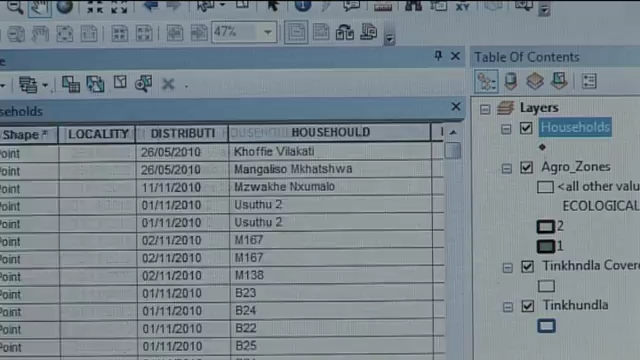 47%
Table Of Contents
Layers
Households
Agro_Zones
<all other valu
ECOLOGICAL
2
1
Tinkhndla Cover
Tinkhundla
seholds
Shape* LOCALITY DISTRIBUTI HOUSEHOULD
Point 26/05/2010 Khoffie Vilakati
Point 26/05/2010 Mangaliso Mkhatshwa
Point 11/11/2010 Mzwakhe Nxumalo
Point 01/11/2010 Usuthu 2
Point 01/11/2010 Usuthu 2
Point 02/11/2010 M167
Point 02/11/2010 M167
Point 02/11/2010 M138
Point 01/11/2010 B23
Point 01/11/2010 B24
Point 01/11/2010 B22
Point 01/11/2010 B25